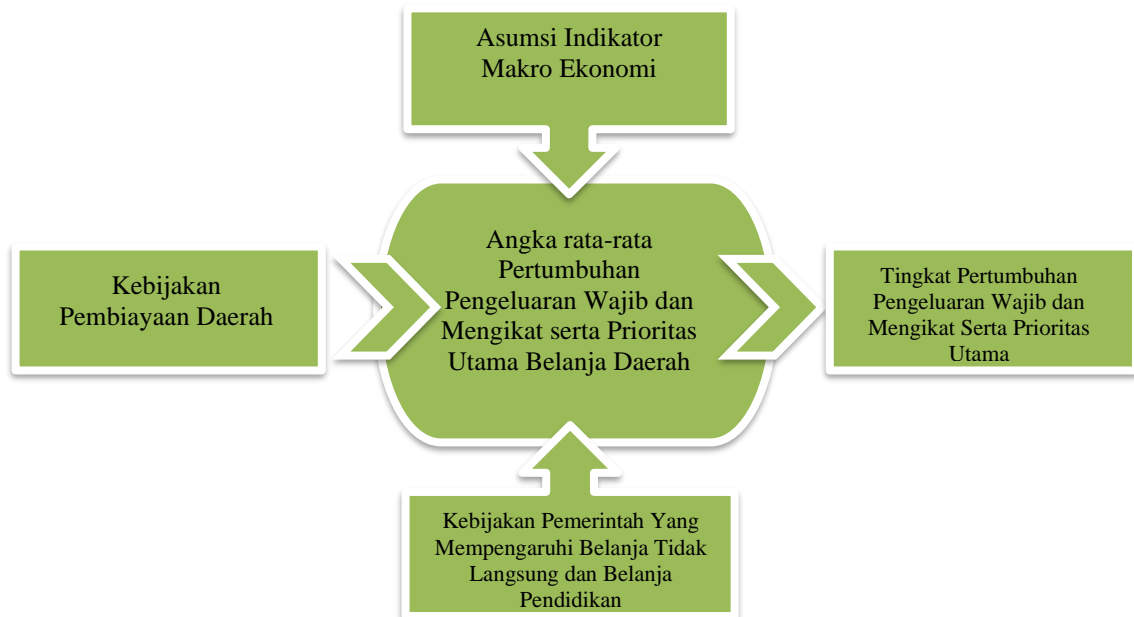 Asumsi Indikator
Makro Ekonomi
Kebijakan
Pembiayaan Daerah
Angka rata-rata
Pertumbuhan
Pengeluaran Wajib dan
Mengikat serta Prioritas
Utama Belanja Daerah
Tingkat Pertumbuhan
Pengeluaran Wajib dan
Mengikat Serta Prioritas
Utama
Kebijakan Pemerintah Yang
Mempengaruhi Belanja Tidak
Langsung dan Belanja
Pendidikan